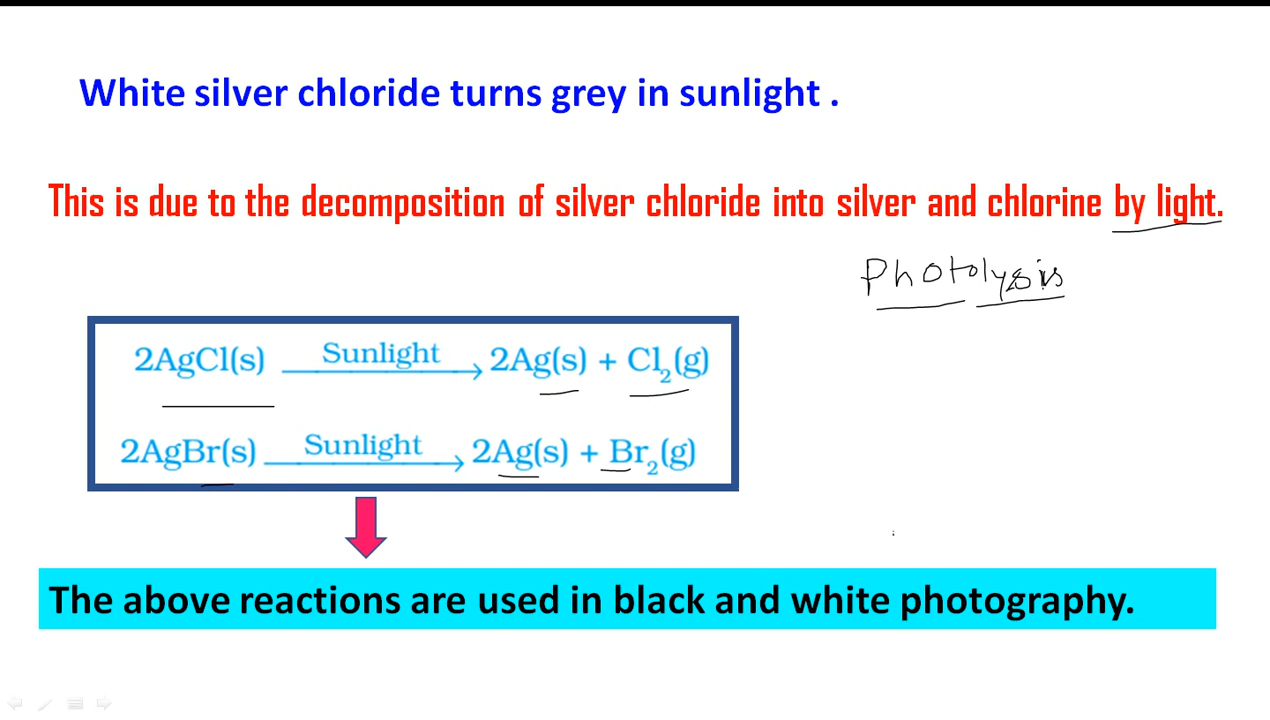 White silver chloride turns grey in sunlight .
This is due to the decomposition of silver chloride into silver and chlorine by light.
Photolysis
2AgCl(s) Sunlight 2Ag(s) + Cl₂(g)
2AgBr(s) Sunlight 2Ag(s) + Br₂(g)
The above reactions are used in black and white photography.